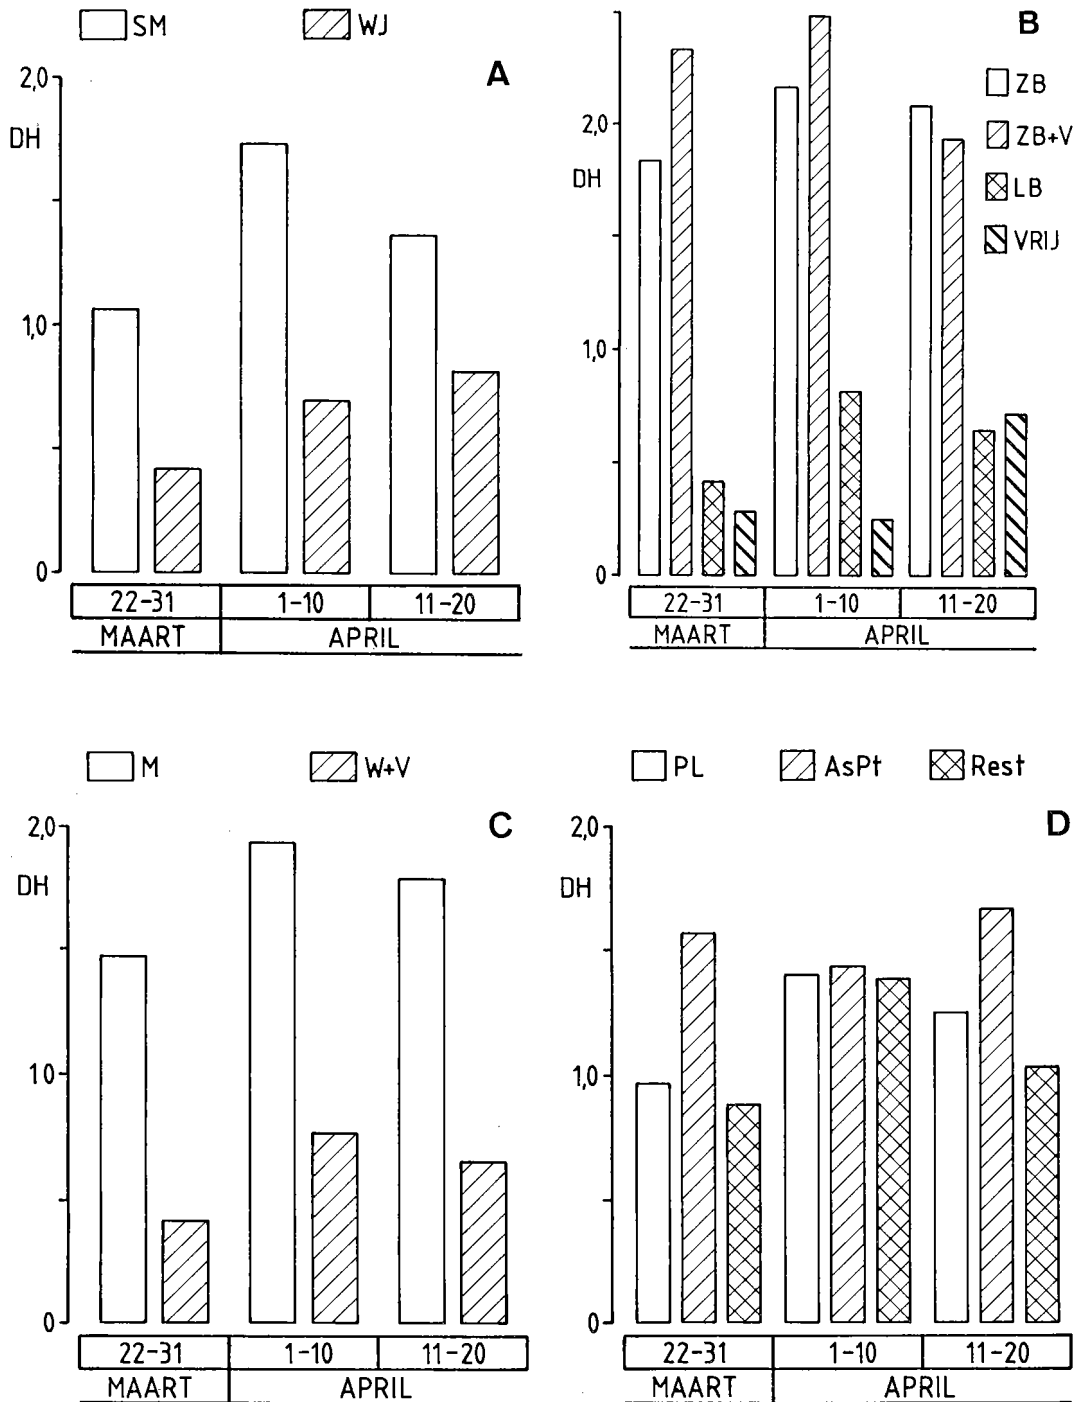 SM WJ
A
2,0
DH
1,0
0
22-31 1-10 11-20
MAART APRIL
B
ZB
ZB+V
LB
VRIJ
2,0
DH
1,0
0
22-31 1-10 11-20
MAART APRIL
M W+V
C
2,0
DH
10
0
22-31 1-10 11-20
MAART APRIL
PL AsPt Rest
D
2,0
DH
1,0
0
22-31 1-10 11-20
MAART APRIL